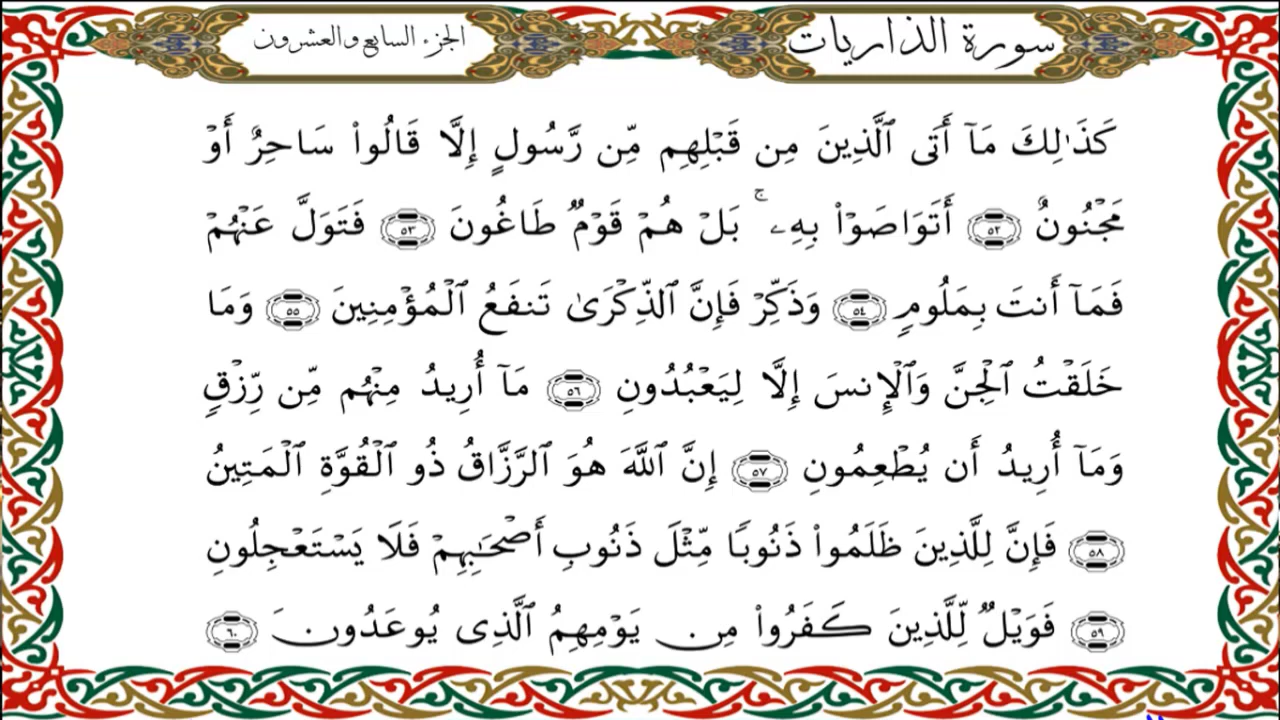 سورة الذاريات
الجزء السابع والعشرون
كَذَٰلِكَ مَآ أَتَى ٱلَّذِينَ مِن قَبْلِهِم مِّن رَّسُولٍ إِلَّا قَالُوا۟ سَاحِرٌ أَوْ
مَجْنُونٌ ٥٢ أَتَوَاصَوْا۟ بِهِۦ ۚ بَلْ هُمْ قَوْمٌ طَاغُونَ ٥٣ فَتَوَلَّ عَنْهُمْ
فَمَآ أَنتَ بِمَلُومٍ ٥٤ وَذَكِّرْ فَإِنَّ ٱلذِّكْرَىٰ تَنفَعُ ٱلْمُؤْمِنِينَ ٥٥ وَمَا
خَلَقْتُ ٱلْجِنَّ وَٱلْإِنسَ إِلَّا لِيَعْبُدُونِ ٥٦ مَآ أُرِيدُ مِنْهُم مِّن رِّزْقٍ
وَمَآ أُرِيدُ أَن يُطْعِمُونِ ٥٧ إِنَّ ٱللَّهَ هُوَ ٱلرَّزَّاقُ ذُو ٱلْقُوَّةِ ٱلْمَتِينُ
٥٨ فَإِنَّ لِلَّذِينَ ظَلَمُوا۟ ذَنُوبًا مِّثْلَ ذَنُوبِ أَصْحَٰبِهِمْ فَلَا يَسْتَعْجِلُونِ
٥٩ فَوَيْلٌ لِّلَّذِينَ كَفَرُوا۟ مِن يَوْمِهِمُ ٱلَّذِى يُوعَدُونَ ٦٠